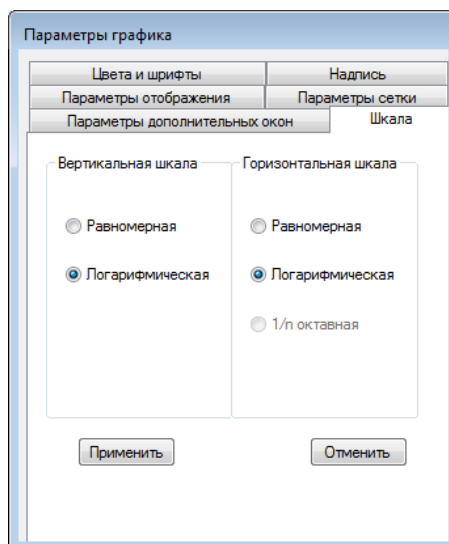 Параметры графика
Цвета и шрифты Надпись
Параметры отображения Параметры сетки
Параметры дополнительных окон Шкала
Вертикальная шкала Горизонтальная шкала
Равномерная Равномерная
Логарифмическая Логарифмическая
1/n октавная
Применить Отменить